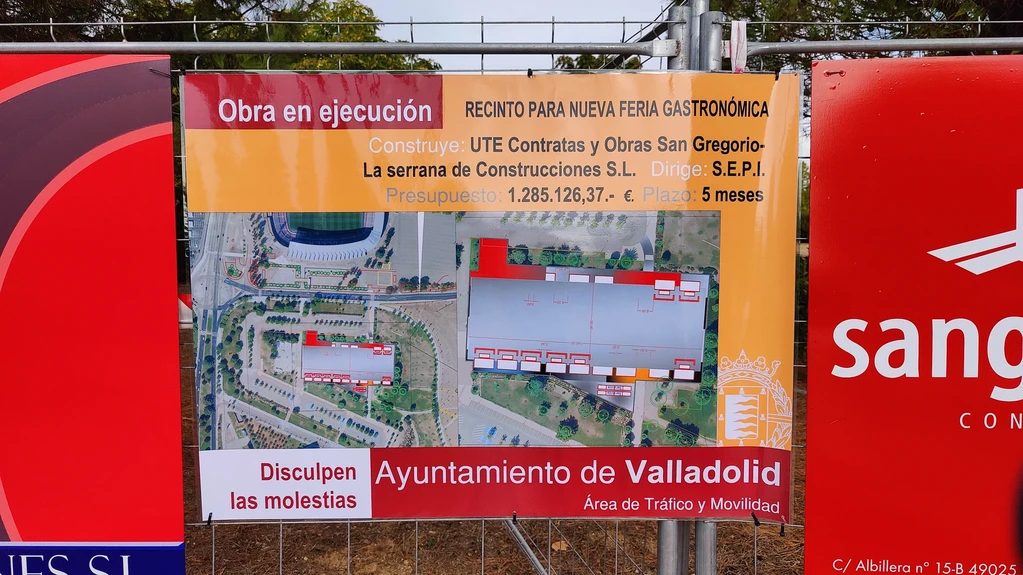 Obra en ejecución
RECINTO PARA NUEVA FERIA GASTRONÓMICA
Construye: UTE Contratas y Obras San Gregorio-
La serrana de Construcciones S.L. Dirige: S.E.P.I.
Presupuesto: 1.285.126,37.- €. Plazo: 5 meses
Disculpen
las molestias
Ayuntamiento de Valladolid
Área de Tráfico y Movilidad
NES S.L.
sang
CON
C/ Albillera nº 15-B 49025